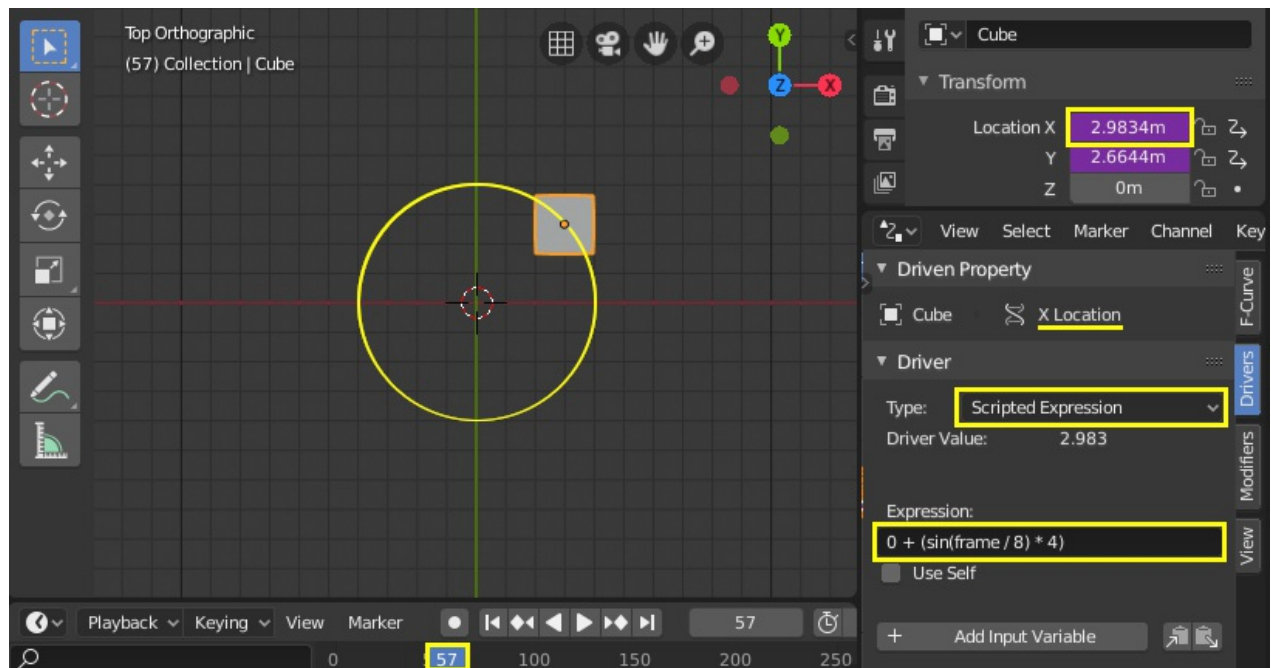 Top Orthographic
(57) Collection | Cube
Y
Z
X
Cube
Transform
Location X 2.9834m
Y 2.6644m
Z 0m
View Select Marker Channel Key
Driven Property
Cube X Location
Driver
Type: Scripted Expression
Driver Value: 2.983
Expression:
0 + (sin(frame / 8) * 4)
Use Self
+ Add Input Variable
F-Curve
Drivers
Modifiers
View
Playback Keying View Marker 57
0 57 100 150 200 250